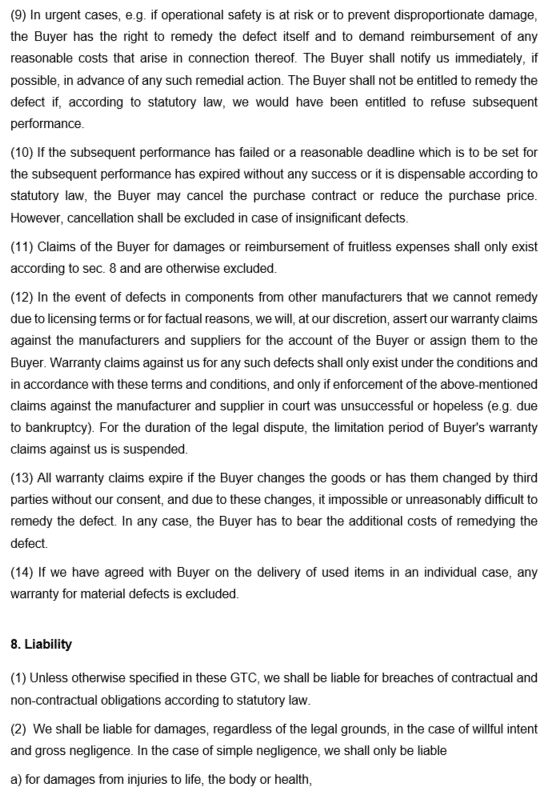 (9) In urgent cases, e.g. if operational safety is at risk or to prevent disproportionate damage,
the Buyer has the right to remedy the defect itself and to demand reimbursement of any
reasonable costs that arise in connection thereof. The Buyer shall notify us immediately, if
possible, in advance of any such remedial action. The Buyer shall not be entitled to remedy the
defect if, according to statutory law, we would have been entitled to refuse subsequent
performance.
(10) If the subsequent performance has failed or a reasonable deadline which is to be set for
the subsequent performance has expired without any success or it is dispensable according to
statutory law, the Buyer may cancel the purchase contract or reduce the purchase price.
However, cancellation shall be excluded in case of insignificant defects.
(11) Claims of the Buyer for damages or reimbursement of fruitless expenses shall only exist
according to sec. 8 and are otherwise excluded.
(12) In the event of defects in components from other manufacturers that we cannot remedy
due to licensing terms or for factual reasons, we will, at our discretion, assert our warranty claims
against the manufacturers and suppliers for the account of the Buyer or assign them to the
Buyer. Warranty claims against us for any such defects shall only exist under the conditions and
in accordance with these terms and conditions, and only if enforcement of the above-mentioned
claims against the manufacturer and supplier in court was unsuccessful or hopeless (e.g. due
to bankruptcy). For the duration of the legal dispute, the limitation period of Buyer's warranty
claims against us is suspended.
(13) All warranty claims expire if the Buyer changes the goods or has them changed by third
parties without our consent, and due to these changes, it impossible or unreasonably difficult to
remedy the defect. In any case, the Buyer has to bear the additional costs of remedying the
defect.
(14) If we have agreed with Buyer on the delivery of used items in an individual case, any
warranty for material defects is excluded.
8. Liability
(1) Unless otherwise specified in these GTC, we shall be liable for breaches of contractual and
non-contractual obligations according to statutory law.
(2) We shall be liable for damages, regardless of the legal grounds, in the case of willful intent
and gross negligence. In the case of simple negligence, we shall only be liable
a) for damages from injuries to life, the body or health,